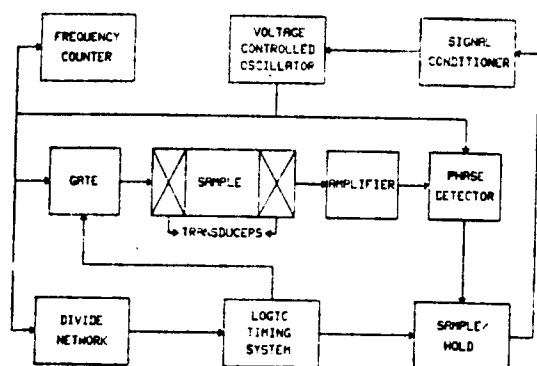 FREQUENCY
COUNTER
VOLTAGE
CONTROLLED
OSCILLATOR
SIGNAL
CONDITIONER
GATE
SAMPLE
AMPLIFIER
PHASE
DETECTOR
TRANSDUCEPS
DIVIDE
NETWORK
LOGIC
TIMING
SYSTEM
SAMPLE/
HOLD